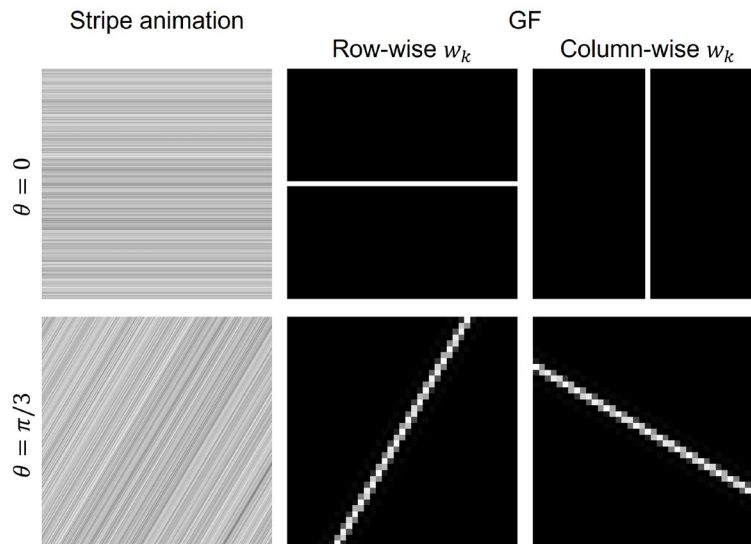 Stripe animation
GF
Row-wise w_k
Column-wise w_k
θ = 0
θ = π/3